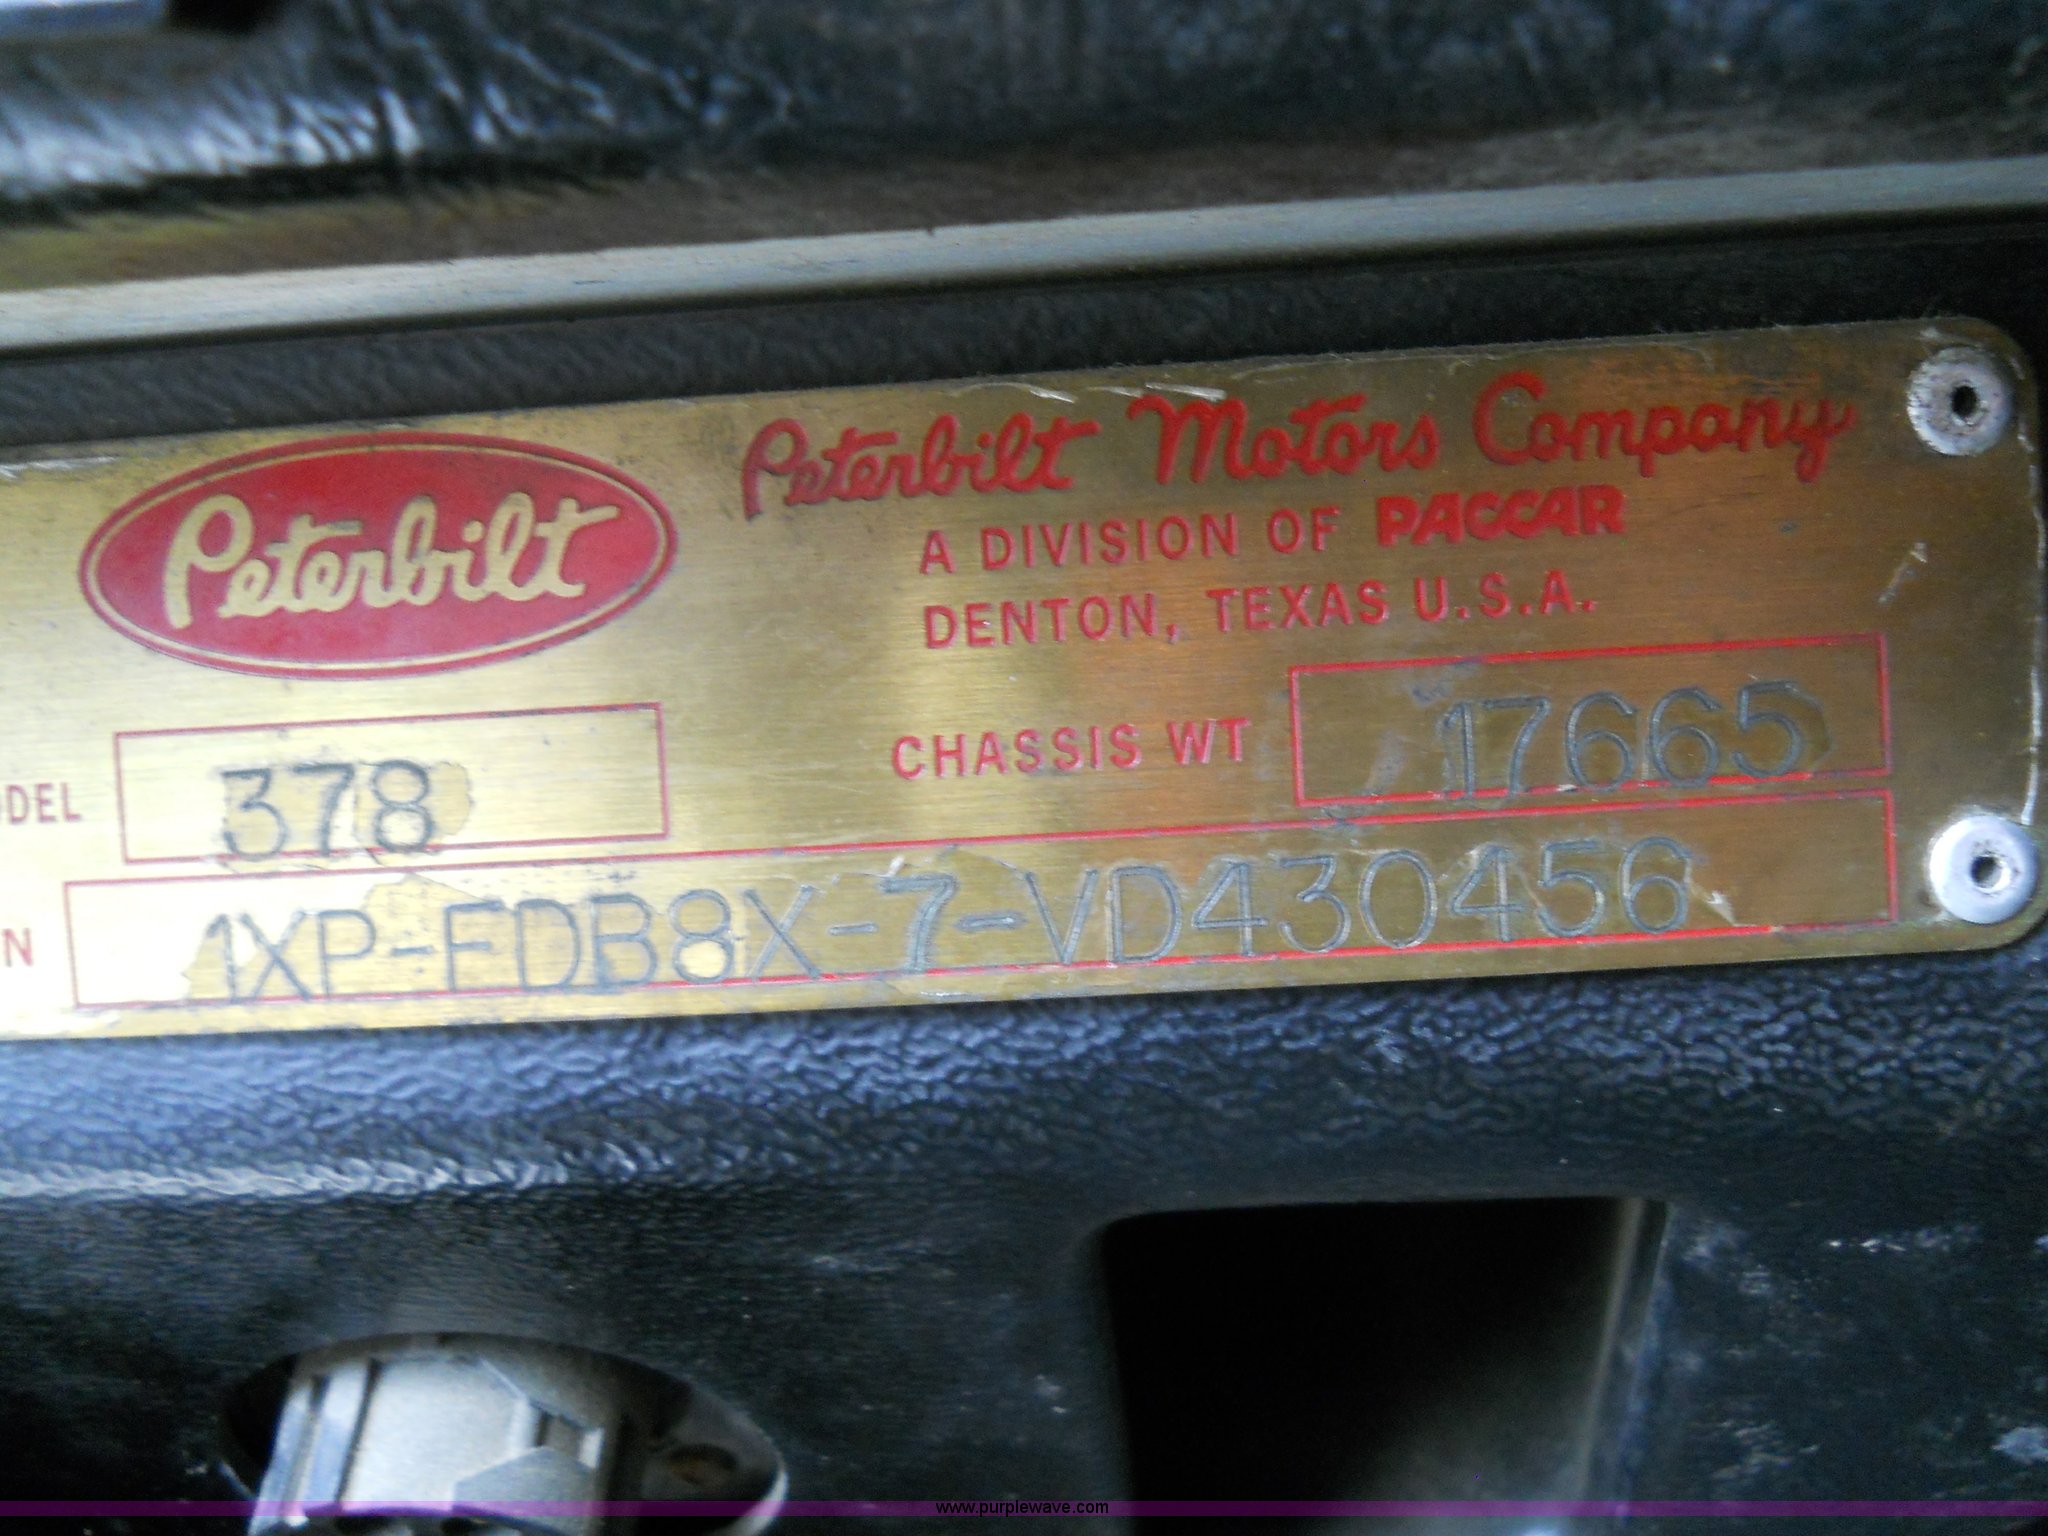 Peterbilt
Peterbilt Motors Company
A DIVISION OF PACCAR
DENTON, TEXAS U.S.A.
ODEL 378
CHASSIS WT 17665
N 1XP-FDB8X-7-VD430456
www.purplewave.com